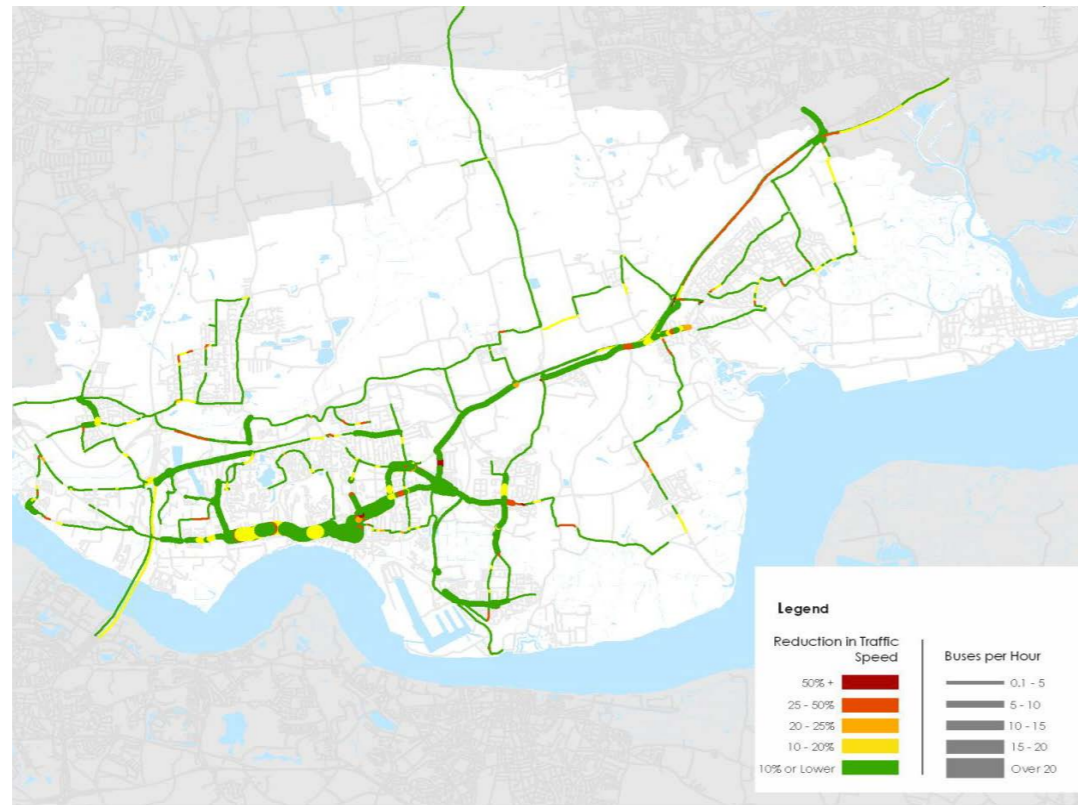 Legend
Reduction in Traffic
Speed
50% +
25 - 50%
20 - 25%
10 - 20%
10% or Lower
Buses per Hour
0.1 - 5
5 - 10
10 - 15
15 - 20
Over 20